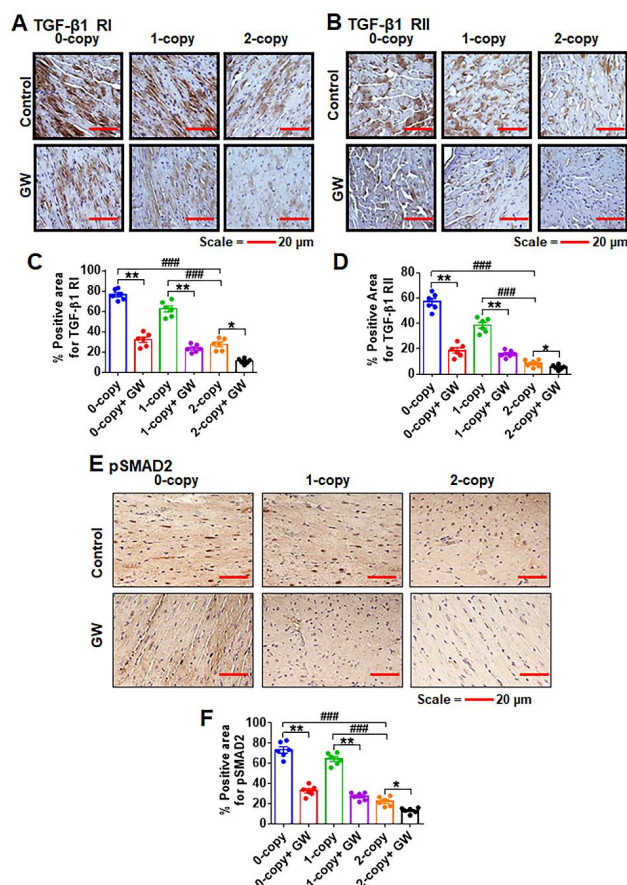 A TGF-β1 RI
0-copy 1-copy 2-copy
Control
GW
Scale = 20 µm
B TGF-β1 RII
0-copy 1-copy 2-copy
Control
GW
Scale = 20 µm
C
% Positive area
for TGF-β1 RI
100
80
60
40
20
0
###
###
**
**
*
0-copy
0-copy+ GW
1-copy
1-copy+ GW
2-copy
2-copy+ GW
D
% Positive Area
for TGF-β1 RII
80
60
40
20
0
###
###
**
**
*
0-copy
0-copy+ GW
1-copy
1-copy+ GW
2-copy
2-copy+ GW
E pSMAD2
0-copy 1-copy 2-copy
Control
GW
Scale = 20 µm
F
% Positive area
for pSMAD2
100
80
60
40
20
0
###
###
**
**
*
0-copy
0-copy+ GW
1-copy
1-copy+ GW
2-copy
2-copy+ GW